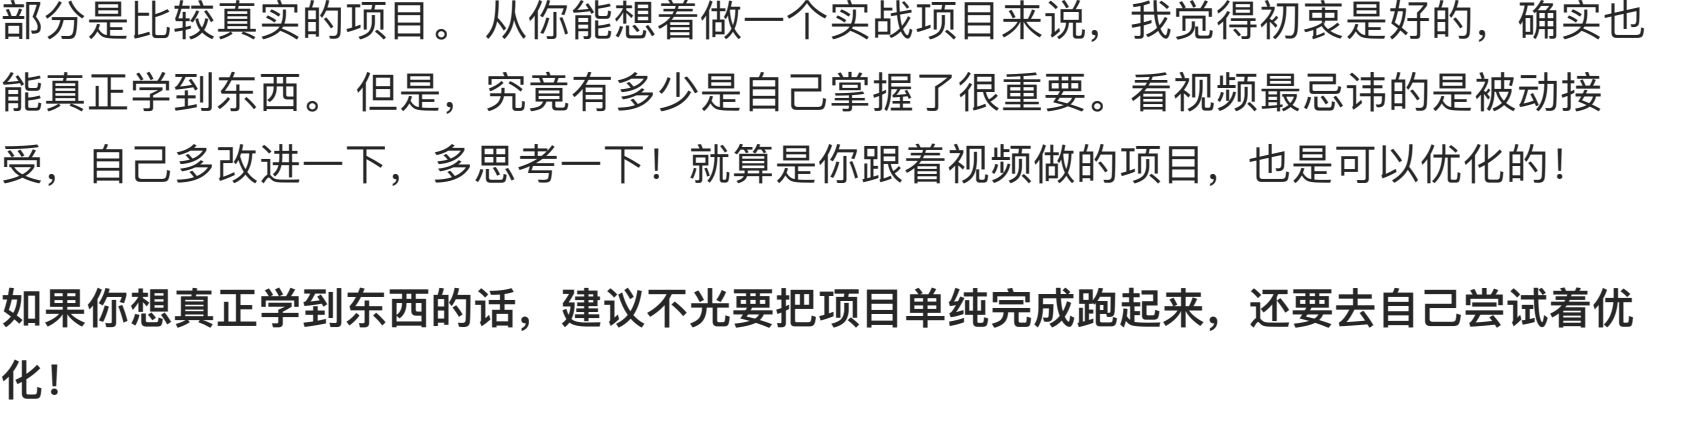 部分是比较真实的项目。 从你能想着做一个实战项目来说，我觉得初衷是好的，确实也
能真正学到东西。 但是，究竟有多少是自己掌握了很重要。看视频最忌讳的是被动接
受，自己多改进一下，多思考一下！就算是你跟着视频做的项目，也是可以优化的！
如果你想真正学到东西的话，建议不光要把项目单纯完成跑起来，还要去自己尝试着优
化！